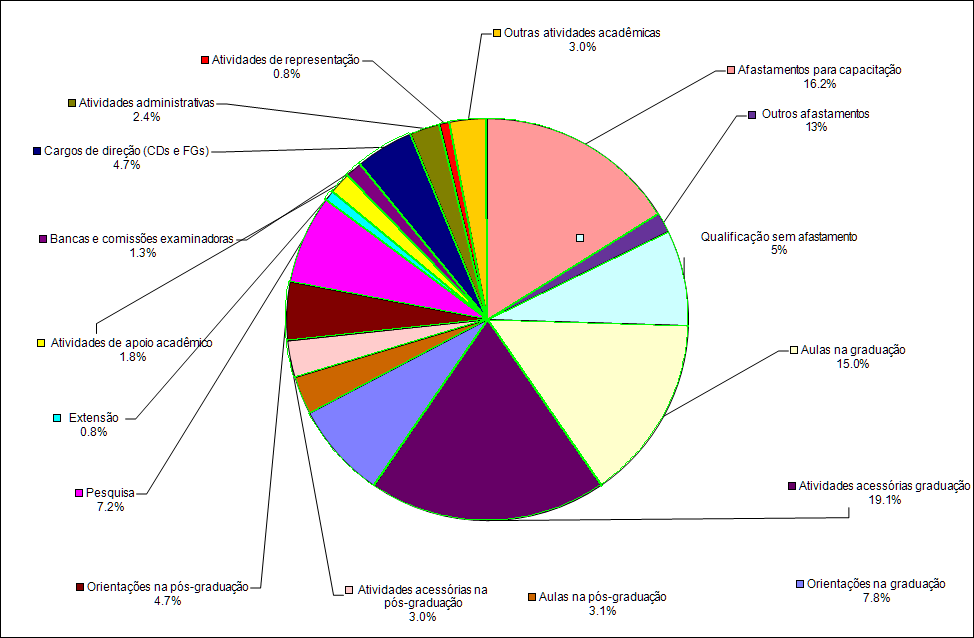 Outras atividades acadêmicas
3.0%
Atividades de representação
0.8%
Afastamentos para capacitação
16.2%
Atividades administrativas
2.4%
Outros afastamentos
13%
Cargos de direção (CDs e FGs)
4.7%
Qualificação sem afastamento
5%
Bancas e comissões examinadoras
1.3%
Atividades de apoio acadêmico
1.8%
Aulas na graduação
15.0%
Extensão
0.8%
Atividades acessórias graduação
19.1%
Pesquisa
7.2%
Orientações na pós-graduação
4.7%
Atividades acessórias na
pós-graduação
3.0%
Aulas na pós-graduação
3.1%
Orientações na graduação
7.8%